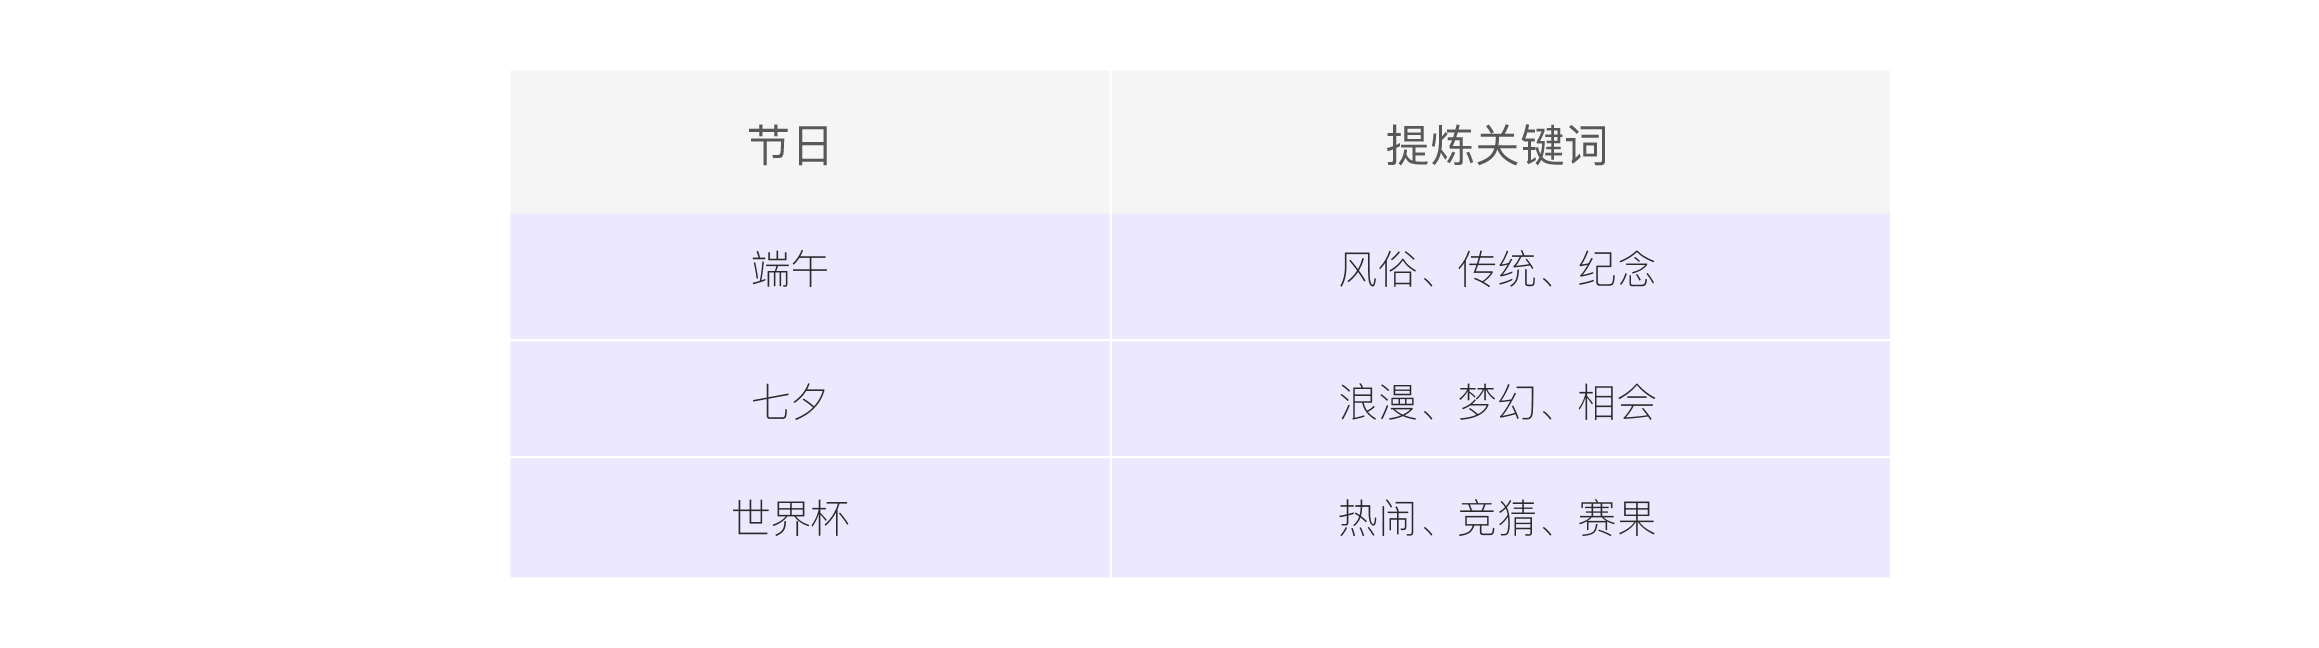 节日 提炼关键词
端午 风俗、传统、纪念
七夕 浪漫、梦幻、相会
世界杯 热闹、竞猜、赛果